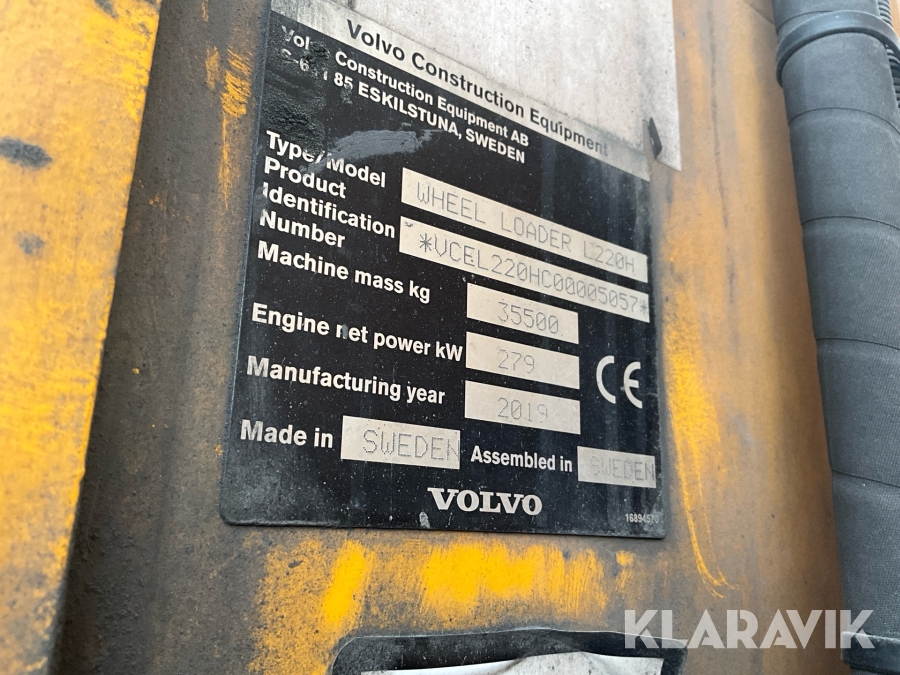 Volvo Construction Equipment
Volvo Construction Equipment AB
85 ESKILSTUNA, SWEDEN
Type/Model WHEEL LOADER L220H
Product
Identification
Number *VCEL220HC00005057*
Machine mass kg 35500
Engine net power kW 279
Manufacturing year 2019
CE
Made in SWEDEN Assembled in SWEDEN
VOLVO
KLARAVIK